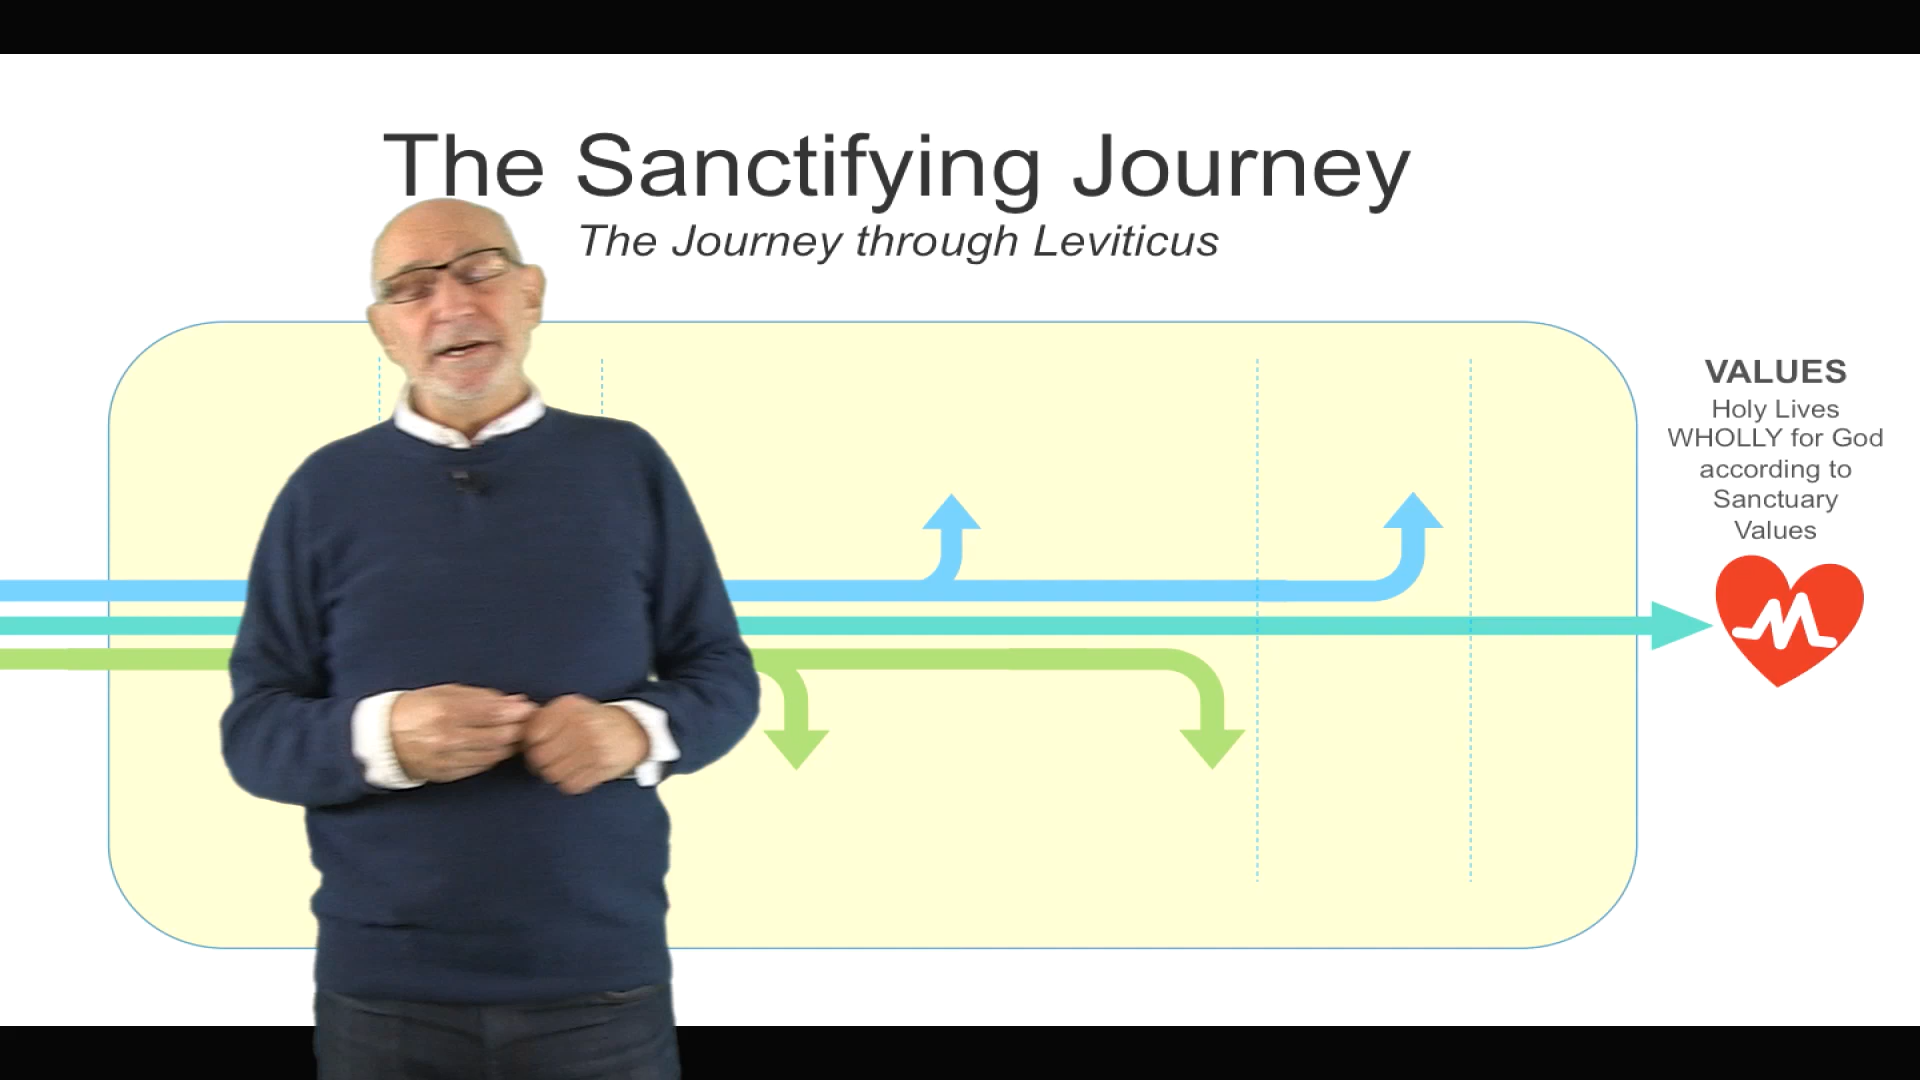 The Sanctifying Journey
The Journey through Leviticus
VALUES
Holy Lives
WHOLLY for God
according to
Sanctuary
Values